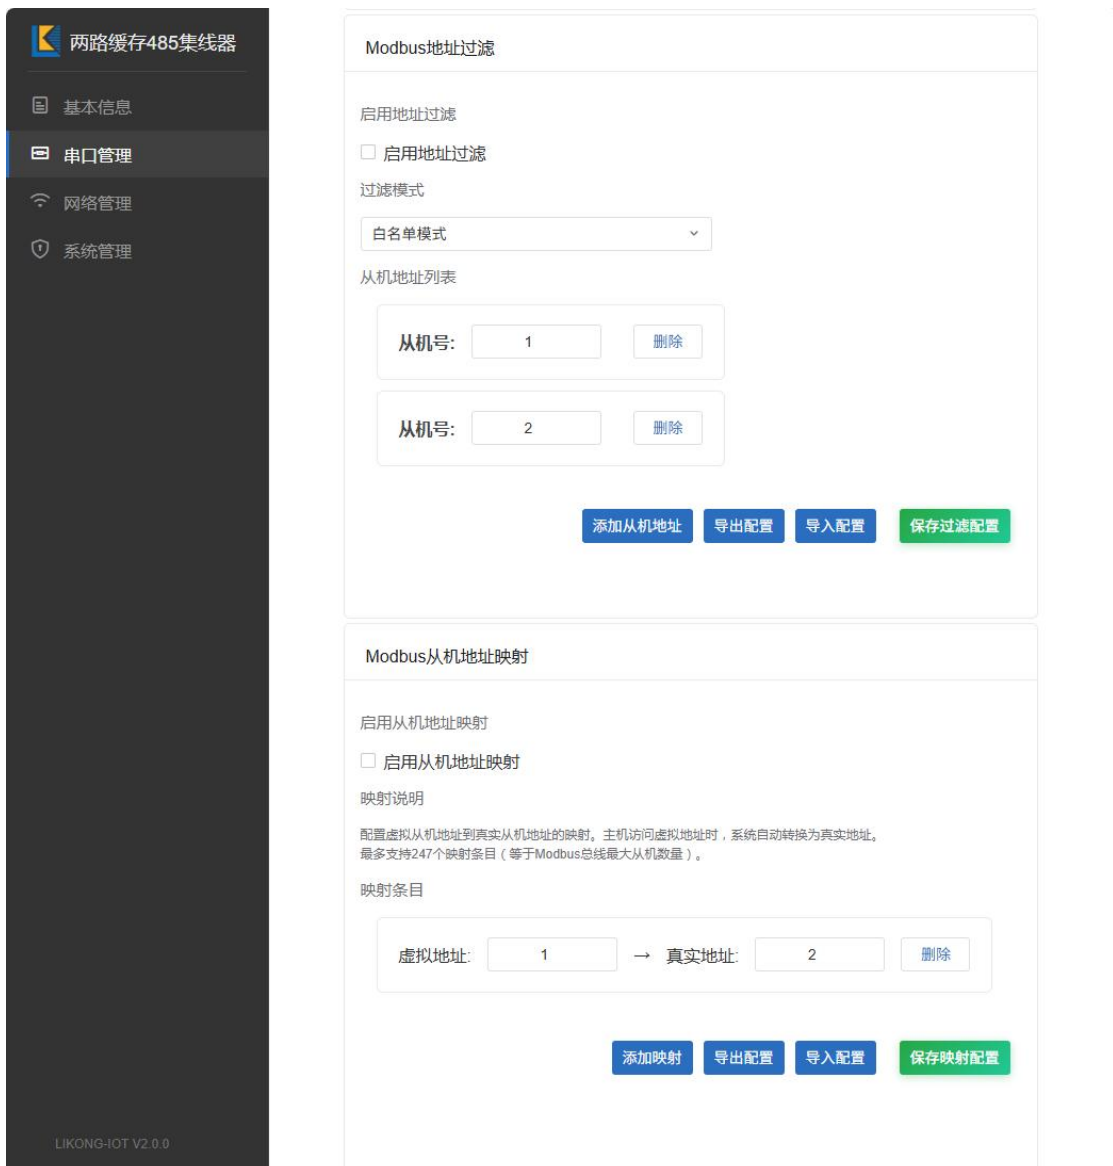 两路缓存485集线器
基本信息
串口管理
网络管理
系统管理
LIKONG-IOT V2.0.0
Modbus地址过滤
启用地址过滤
启用地址过滤
过滤模式
白名单模式
从机地址列表
从机号: 1 删除
从机号: 2 删除
添加从机地址 导出配置 导入配置 保存过滤配置
Modbus从机地址映射
启用从机地址映射
启用从机地址映射
映射说明
配置虚拟从机地址到真实从机地址的映射。主机访问虚拟地址时，系统自动转换为真实地址。
最多支持247个映射条目（等于Modbus总线最大从机数量）。
映射条目
虚拟地址: 1 → 真实地址: 2 删除
添加映射 导出配置 导入配置 保存映射配置